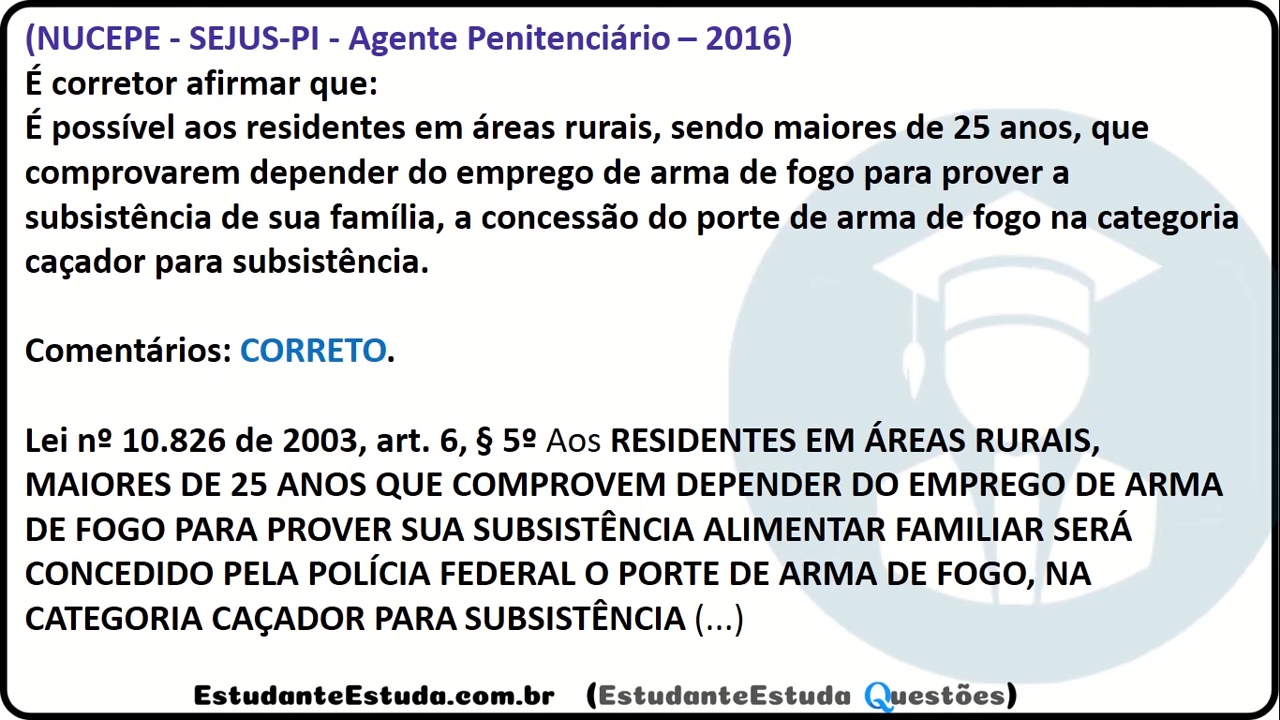 (NUCEPE - SEJUS-PI - Agente Penitenciário – 2016)
É corretor afirmar que:
É possível aos residentes em áreas rurais, sendo maiores de 25 anos, que
comprovarem depender do emprego de arma de fogo para prover a
subsistência de sua família, a concessão do porte de arma de fogo na categoria
caçador para subsistência.
Comentários: CORRETO.
Lei nº 10.826 de 2003, art. 6, § 5º Aos RESIDENTES EM ÁREAS RURAIS,
MAIORES DE 25 ANOS QUE COMPROVEM DEPENDER DO EMPREGO DE ARMA
DE FOGO PARA PROVER SUA SUBSISTÊNCIA ALIMENTAR FAMILIAR SERÁ
CONCEDIDO PELA POLÍCIA FEDERAL O PORTE DE ARMA DE FOGO, NA
CATEGORIA CAÇADOR PARA SUBSISTÊNCIA (...)
EstudanteEstuda.com.br (EstudanteEstuda Questões)